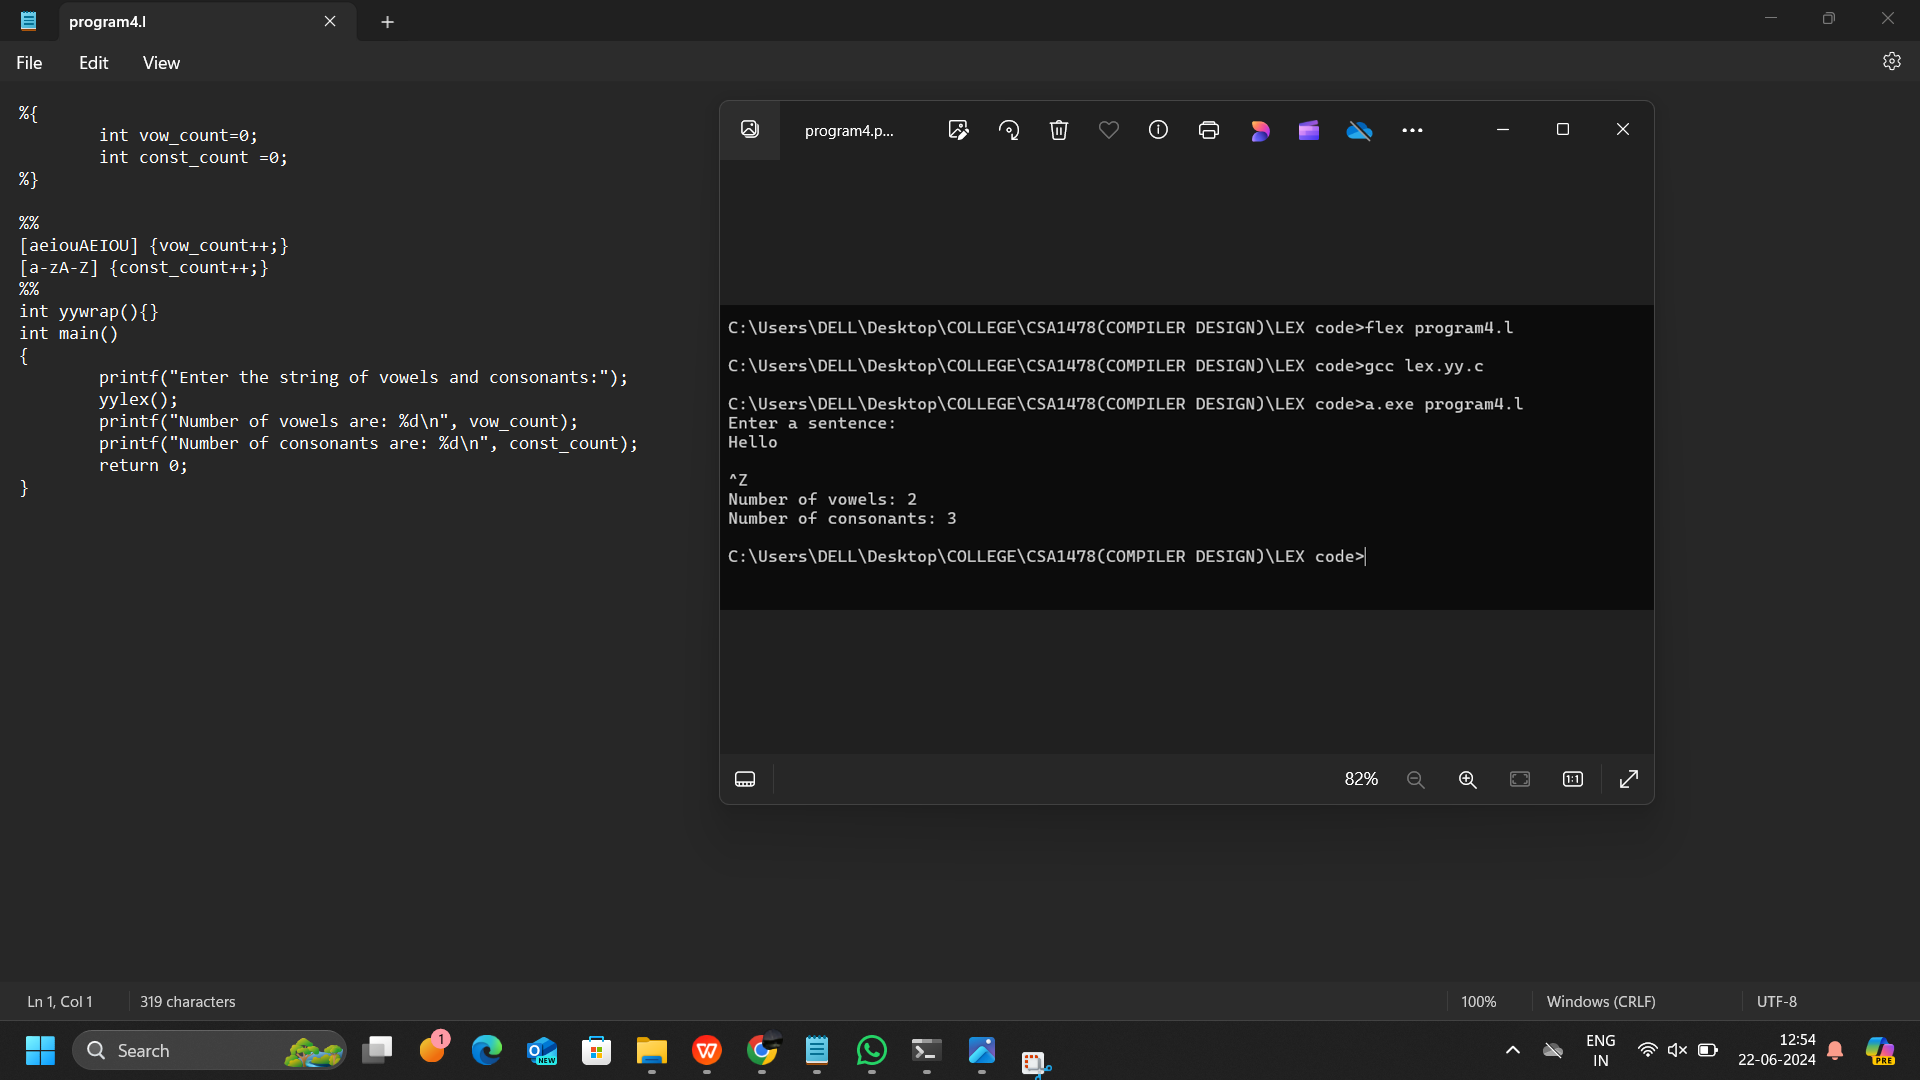 program4.l
File Edit View
%{
int vow_count=0;
int const_count =0;
%}
%%
[aeiouAEIOU] {vow_count++;}
[a-zA-Z] {const_count++;}
%%
int yywrap(){}
int main()
{
printf("Enter the string of vowels and consonants:");
yylex();
printf("Number of vowels are: %d\n", vow_count);
printf("Number of consonants are: %d\n", const_count);
return 0;
}
program4.p...
C:\Users\DELL\Desktop\COLLEGE\CSA1478(COMPILER DESIGN)\LEX code>flex program4.l
C:\Users\DELL\Desktop\COLLEGE\CSA1478(COMPILER DESIGN)\LEX code>gcc lex.yy.c
C:\Users\DELL\Desktop\COLLEGE\CSA1478(COMPILER DESIGN)\LEX code>a.exe program4.l
Enter a sentence:
Hello
^Z
Number of vowels: 2
Number of consonants: 3
C:\Users\DELL\Desktop\COLLEGE\CSA1478(COMPILER DESIGN)\LEX code>
82%
1:1
Ln 1, Col 1 319 characters 100% Windows (CRLF) UTF-8
Search
1
NEW
ENG
IN
12:54
22-06-2024
PRE